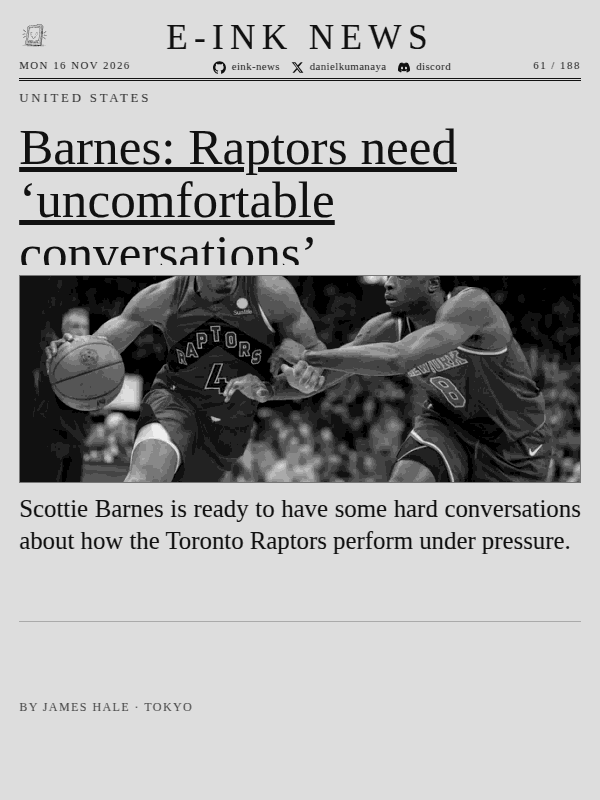 E-INK NEWS
MON 16 NOV 2026
eink-news danielkumanaya discord
61 / 188
UNITED STATES
Barnes: Raptors need
‘uncomfortable
conversations’
RAPTORS
4
NEW YORK
8
Scottie Barnes is ready to have some hard conversations
about how the Toronto Raptors perform under pressure.
BY JAMES HALE · TOKYO